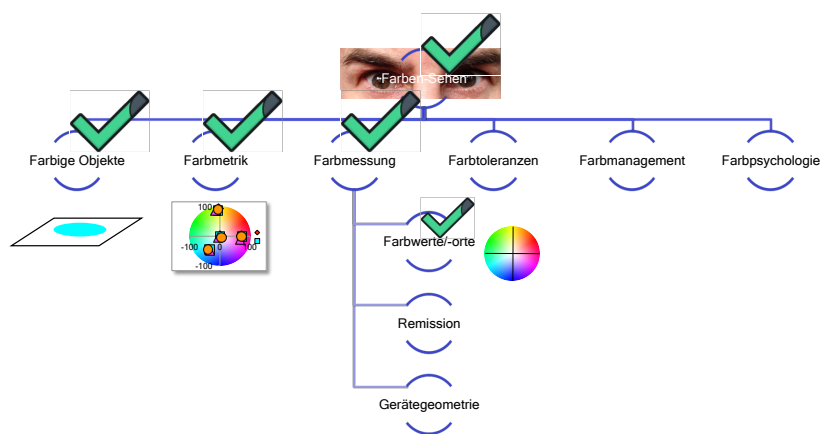 Farben-Sehen
Farbige Objekte
Farbmetrik
Farbmessung
Farbtoleranzen
Farbmanagement
Farbpsychologie
100
-100 0 100
-100
Farbwerte/-orte
Remission
Gerätegeometrie